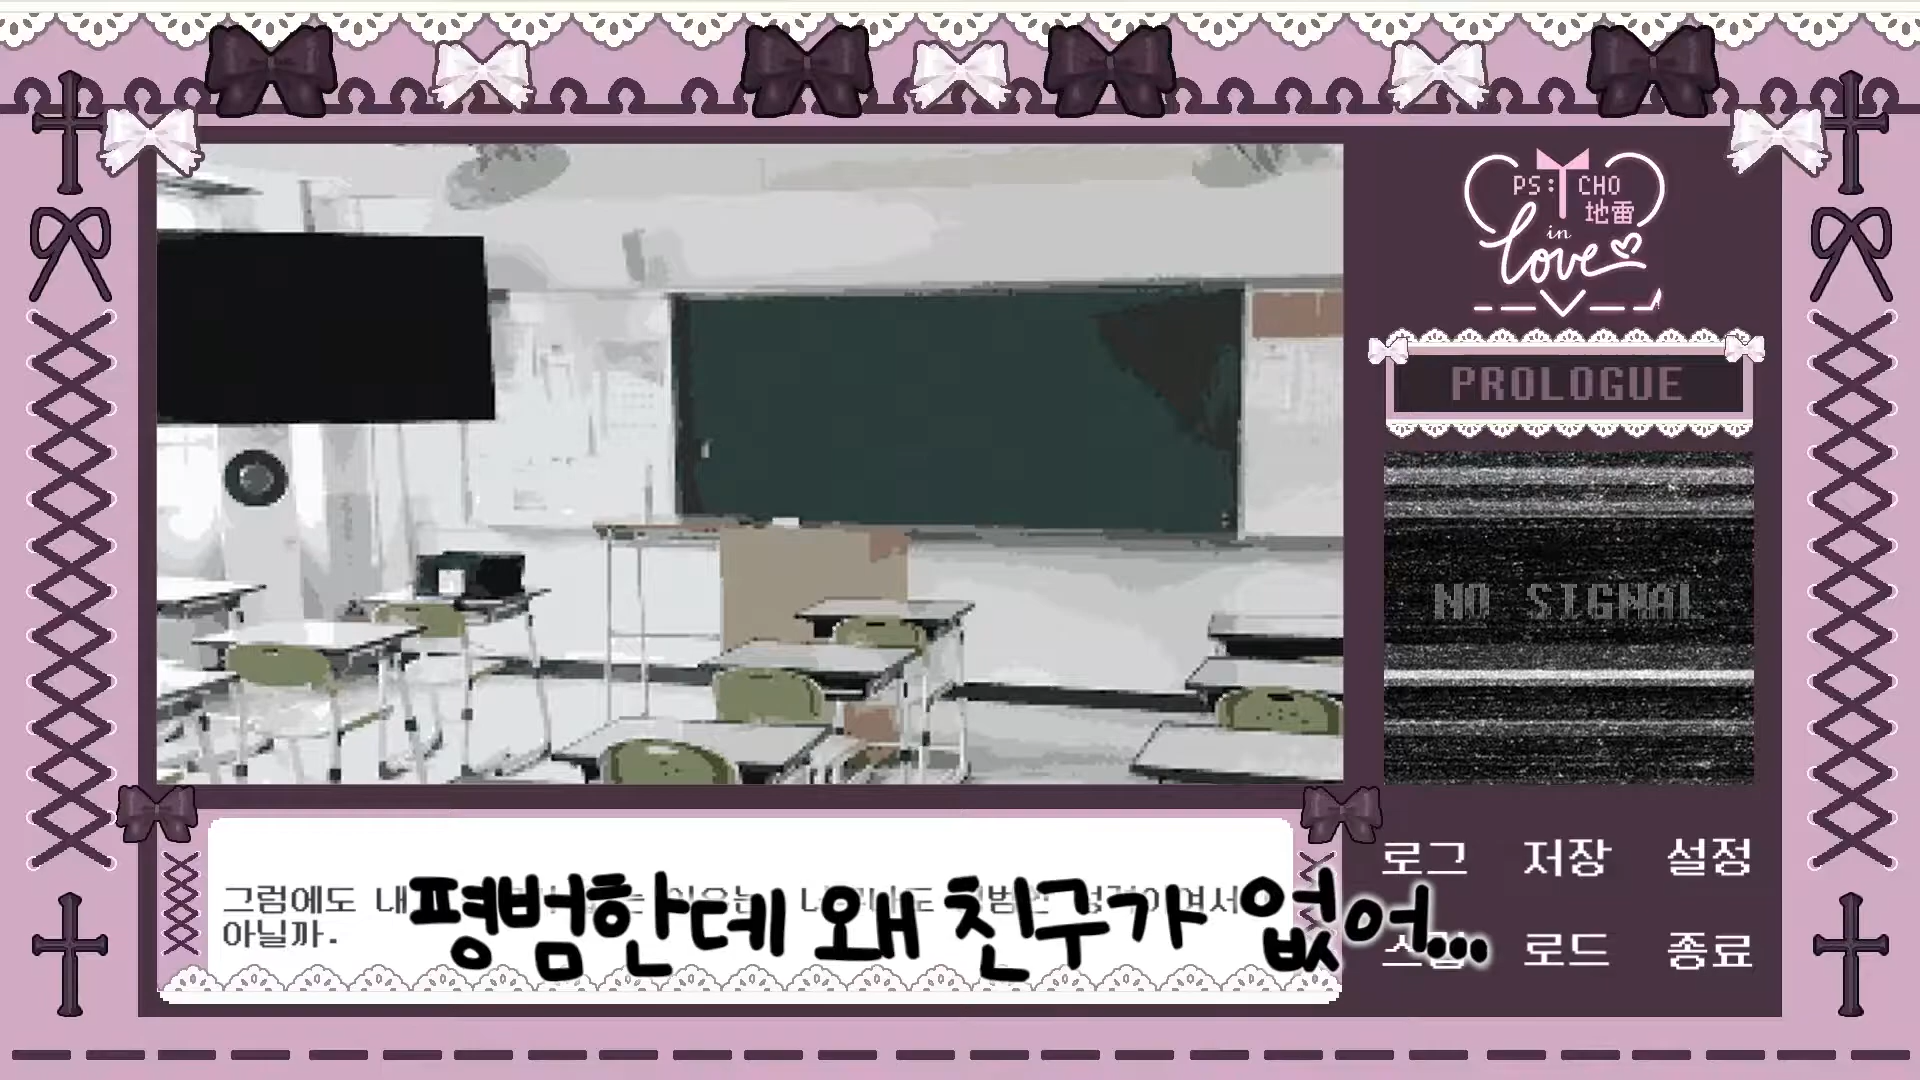 PS:Y CHO
地雷
in
Love
PROLOGUE
NO SIGNAL
로그 저장 설정
그럼에도
아닐까.
평범한데 왜 친구가 없어...
로드 종료